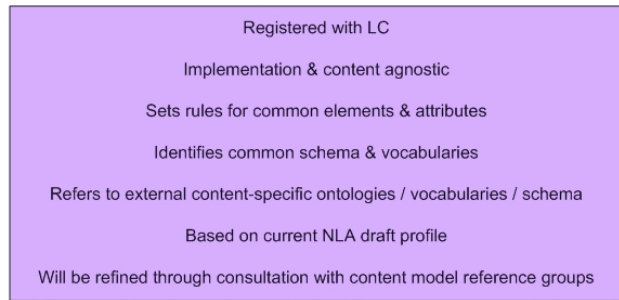 Registered with LC
Implementation & content agnostic
Sets rules for common elements & attributes
Identifies common schema & vocabularies
Refers to external content-specific ontologies / vocabularies / schema
Based on current NLA draft profile
Will be refined through consultation with content model reference groups